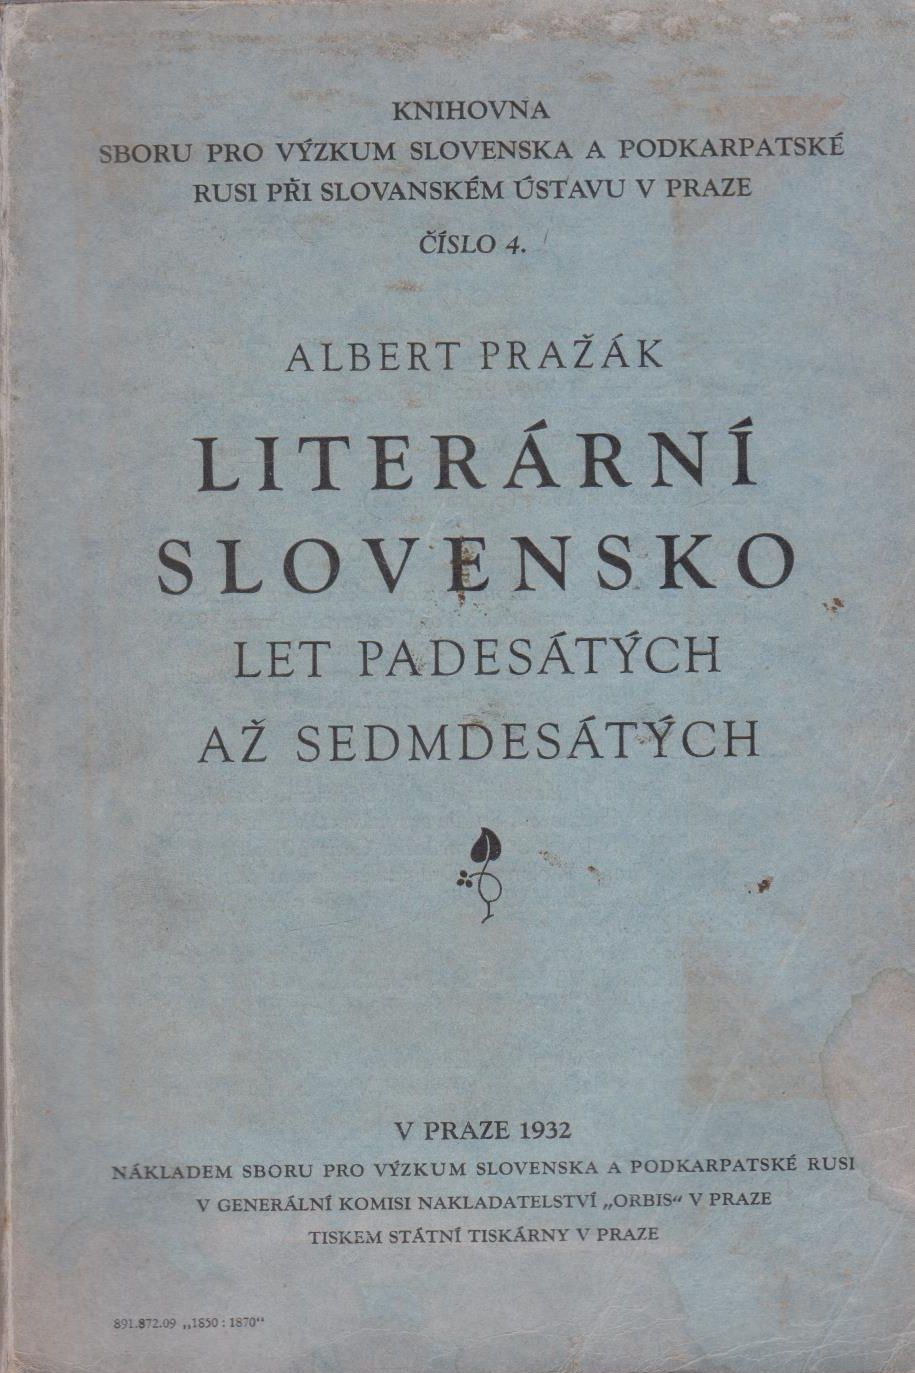 KNIHOVNA
SBORU PRO VÝZKUM SLOVENSKA A PODKARPATSKÉ
RUSI PŘI SLOVANSKÉM ÚSTAVU V PRAZE
ČÍSLO 4.
ALBERT PRAŽÁK
LITERÁRNÍ
SLOVENSKO
LET PADESÁTÝCH
AŽ SEDMDESÁTÝCH
V PRAZE 1932
NÁKLADEM SBORU PRO VÝZKUM SLOVENSKA A PODKARPATSKÉ RUSI
V GENERÁLNÍ KOMISI NAKLADATELSTVÍ „ORBIS“ V PRAZE
TISKEM STÁTNÍ TISKÁRNY V PRAZE
891.872.09 „1850 : 1870“